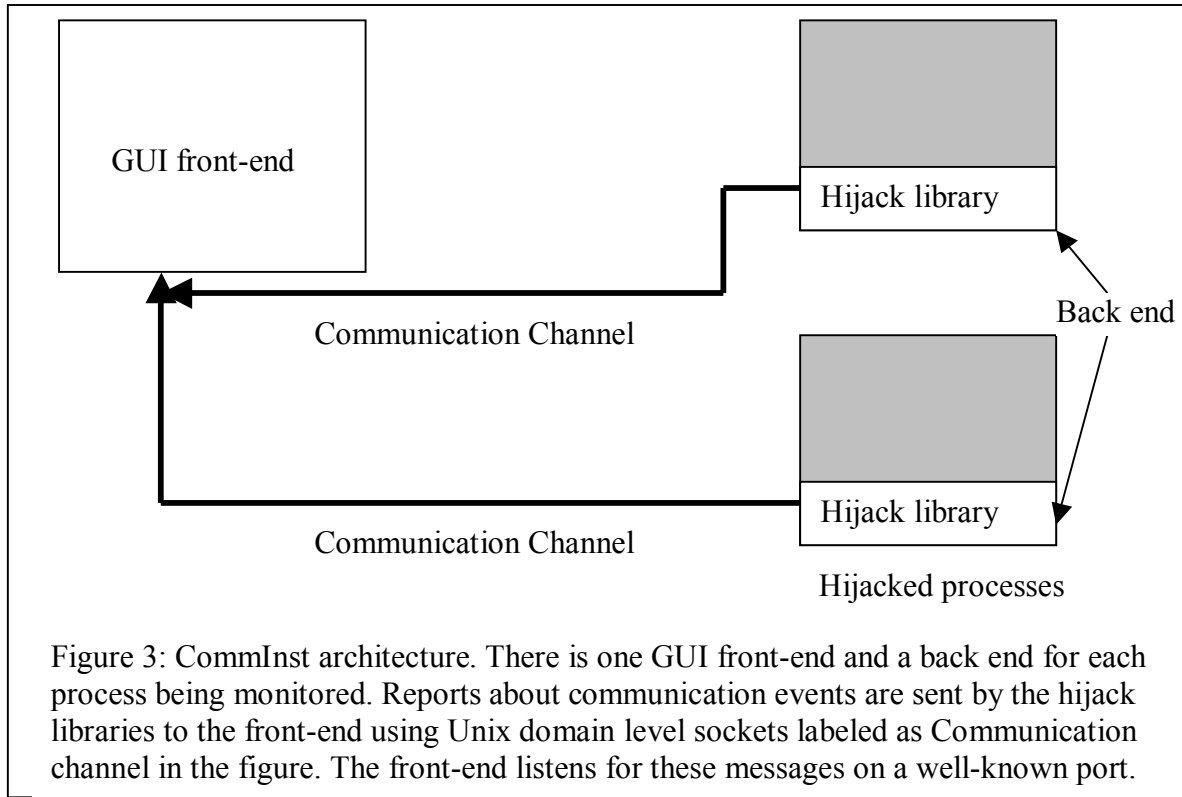 GUI front-end
Hijack library
Back end
Communication Channel
Hijack library
Communication Channel
Hijacked processes
Figure 3: CommInst architecture. There is one GUI front-end and a back end for each
process being monitored. Reports about communication events are sent by the hijack
libraries to the front-end using Unix domain level sockets labeled as Communication
channel in the figure. The front-end listens for these messages on a well-known port.